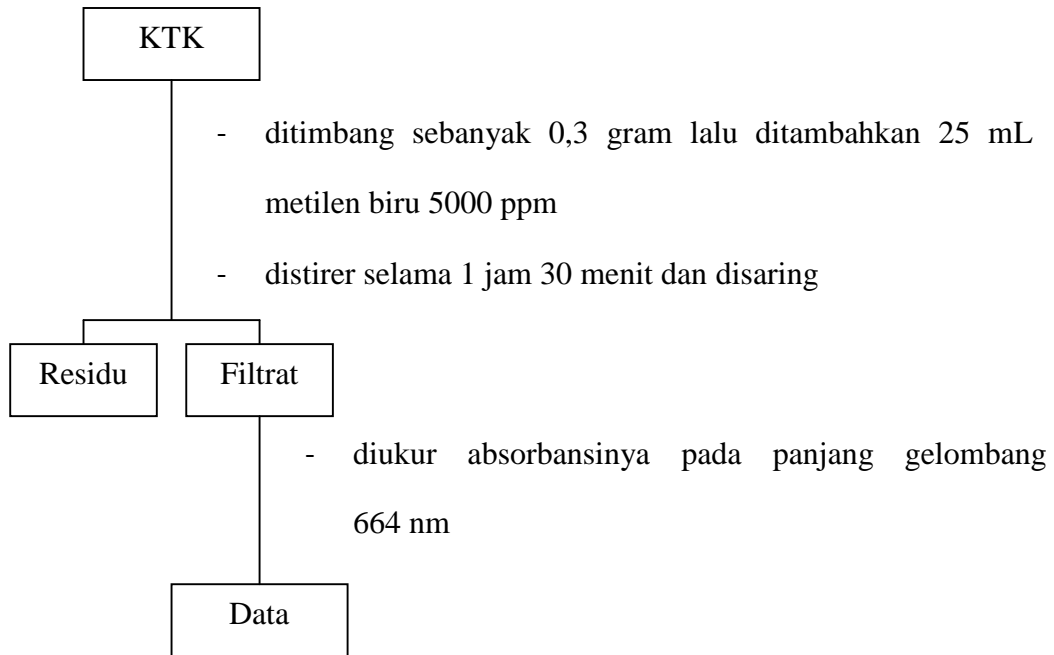 KTK
- ditimbang sebanyak 0,3 gram lalu ditambahkan 25 mL
metilen biru 5000 ppm
- distirer selama 1 jam 30 menit dan disaring
Residu
Filtrat
- diukur absorbansinya pada panjang gelombang
664 nm
Data